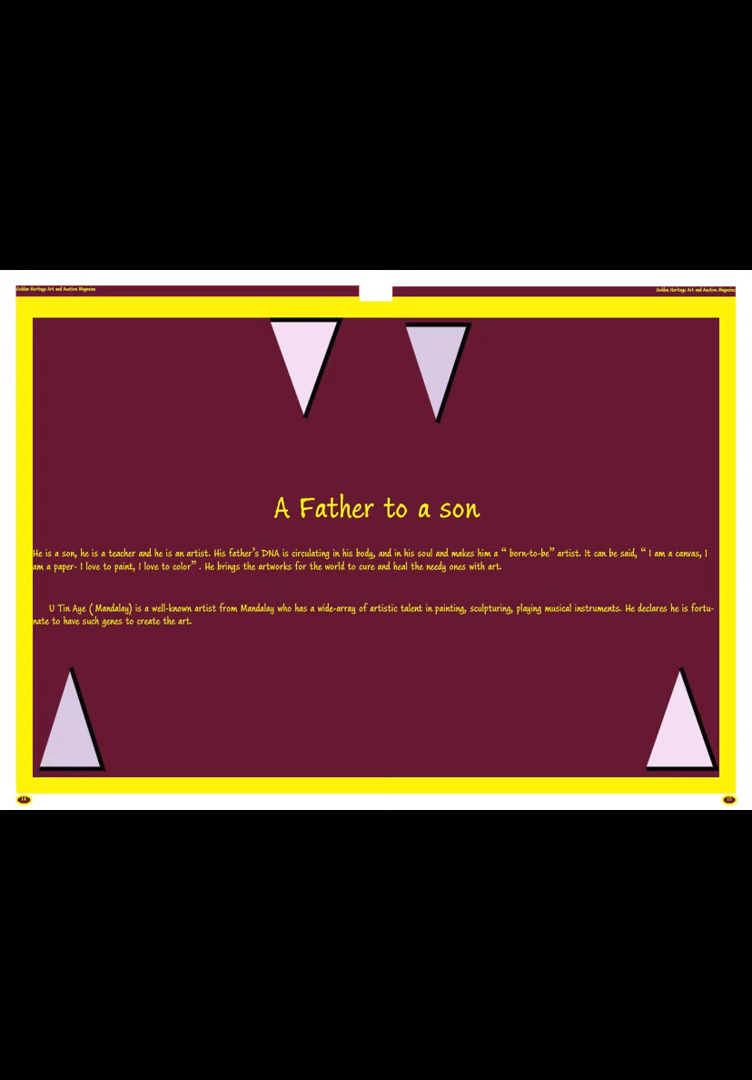 Golden Heritage Art and Auction Magazine
Golden Heritage Art and Auction Magazine
A Father to a son
He is a son, he is a teacher and he is an artist. His father's DNA is circulating in his body, and in his soul and makes him a “ born-to-be” artist. It can be said, “ I am a canvas, I
am a paper- I love to paint, I love to color” . He brings the artworks for the world to cure and heal the needy ones with art.
U Tin Aye ( Mandalay) is a well-known artist from Mandalay who has a wide-array of artistic talent in painting, sculpturing, playing musical instruments. He declares he is fortu-
nate to have such genes to create the art.